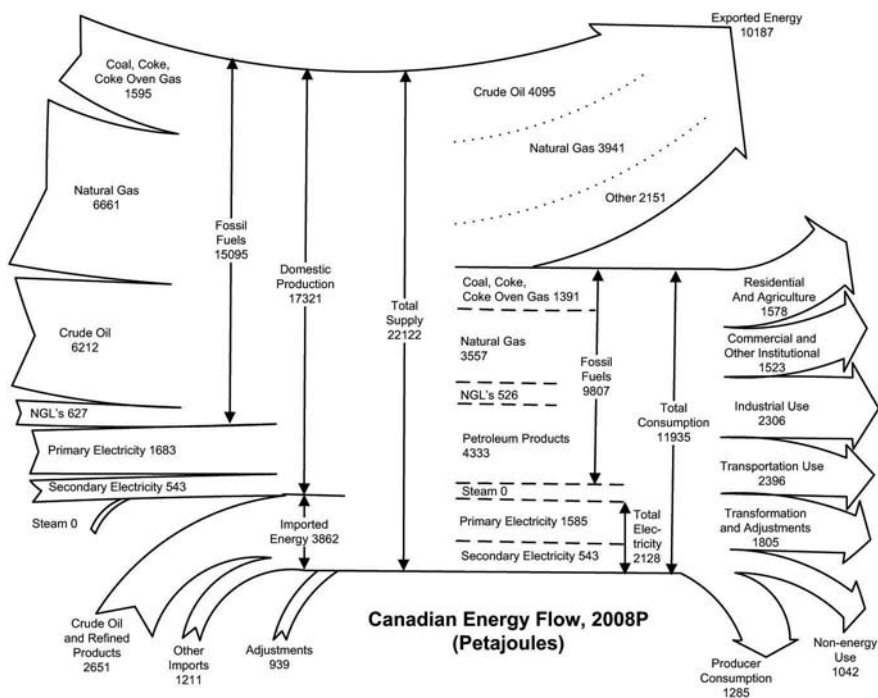 Exported Energy
10187
Coal, Coke,
Coke Oven Gas
1595
Natural Gas
6661
Fossil
Fuels
15095
Crude Oil
6212
NGL's 627
Primary Electricity 1683
Secondary Electricity 543
Steam 0
Domestic
Production
17321
Imported
Energy 3862
Total
Supply
22122
Crude Oil
and Refined
Products
2651
Other
Imports
1211
Adjustments
939
Crude Oil 4095
Natural Gas 3941
Other 2151
Coal, Coke,
Coke Oven Gas 1391
Natural Gas
3557
NGL's 526
Petroleum Products
4333
Steam 0
Primary Electricity 1585
Secondary Electricity 543
Fossil
Fuels
9807
Total
Elec-
tricity
2128
Total
Consumption
11935
Residential
And Agriculture
1578
Commercial and
Other Institutional
1523
Industrial Use
2306
Transportation Use
2396
Transformation
and Adjustments
1805
Non-energy
Use
1042
Producer
Consumption
1285
Canadian Energy Flow, 2008P
(Petajoules)